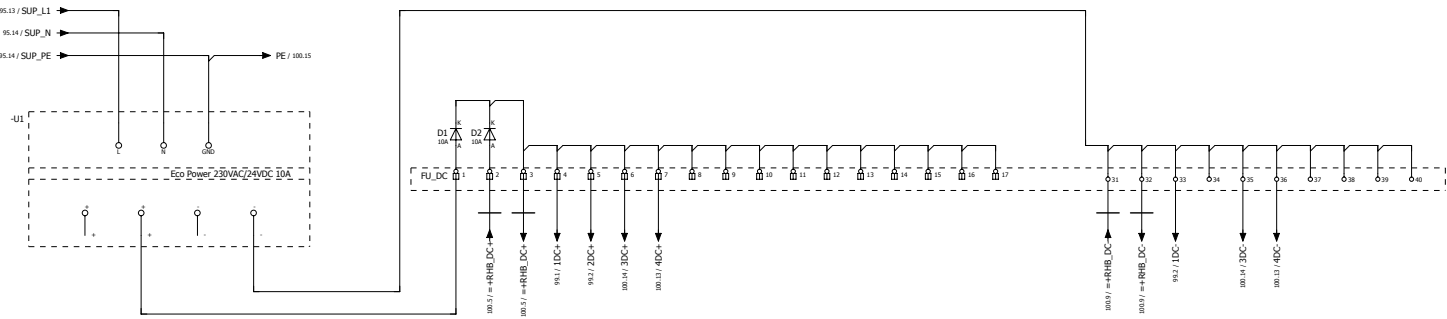 95.13 / SUP_L1
95.14 / SUP_N
95.14 / SUP_PE
PE / 100.15
-U1
L
N
GND
Eco Power 230VAC/24VDC 10A
+
+
-
-
+
+
-
-
K
K
D1
10A
D2
10A
A
A
FU_DC
1
2
3
4
5
6
7
8
9
10
11
12
13
14
15
16
17
31
32
33
34
35
36
37
38
39
40
100.5 / =+RHB_DC+
100.5 / =+RHB_DC+
99.1 / 1DC+
99.2 / 2DC+
100.14 / 3DC+
100.13 / 4DC+
100.9 / =+RHB_DC-
100.9 / =+RHB_DC-
99.2 / 1DC-
100.14 / 3DC-
100.13 / 4DC-